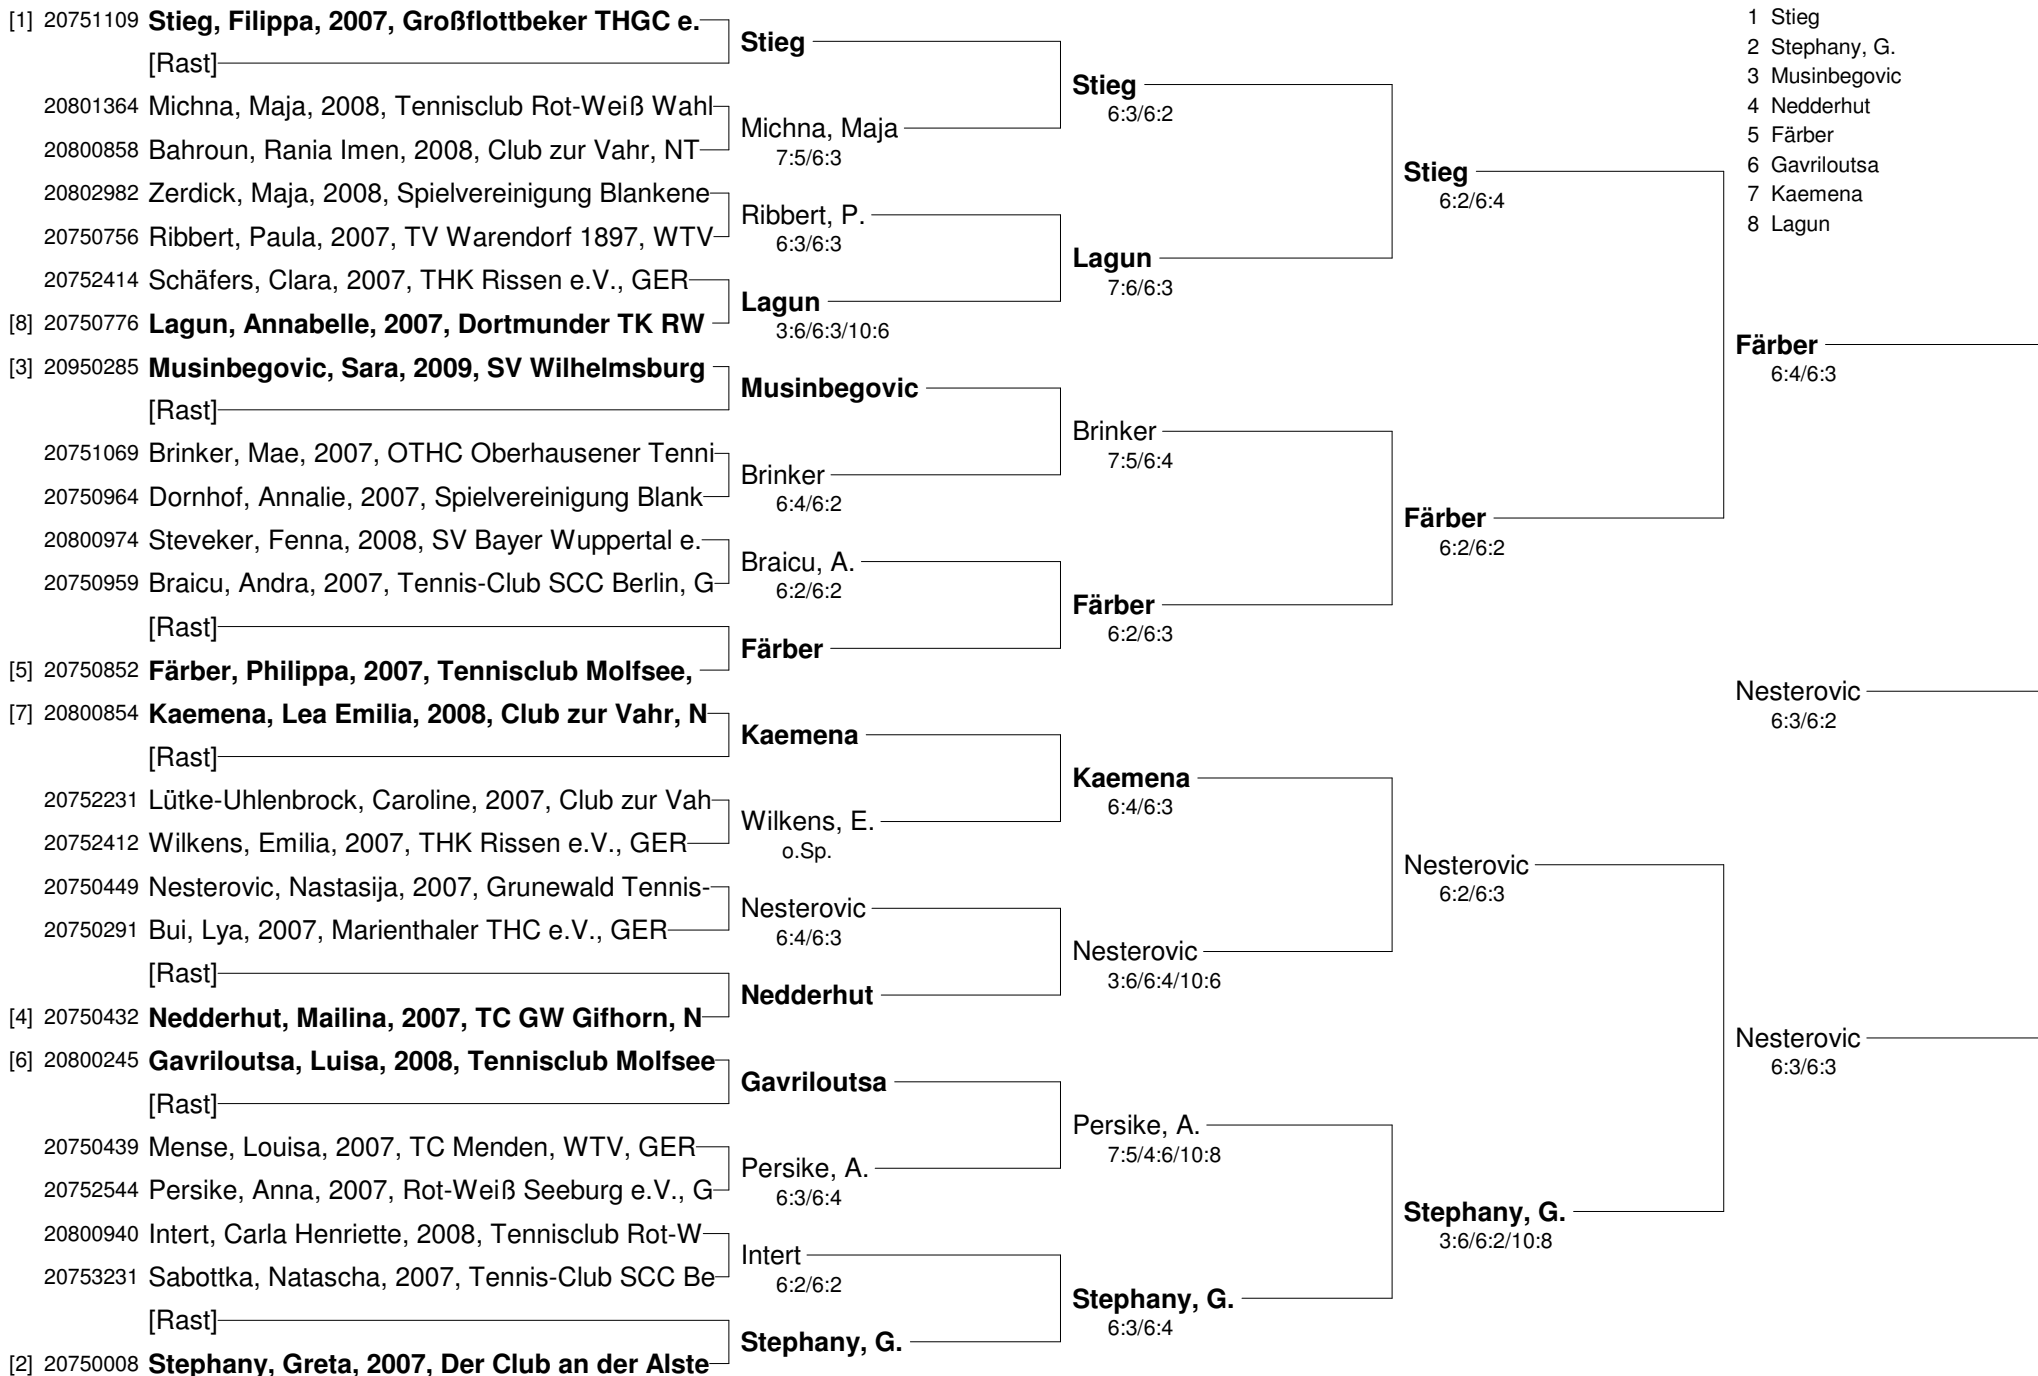 [1] 20751109 Stieg, Filippa, 2007, Großflottbeker THGC e.
[Rast]
20801364 Michna, Maja, 2008, Tennisclub Rot-Weiß Wahl
20800858 Bahroun, Rania Imen, 2008, Club zur Vahr, NT
20802982 Zerdick, Maja, 2008, Spielvereinigung Blankene
20750756 Ribbert, Paula, 2007, TV Warendorf 1897, WTV
20752414 Schäfers, Clara, 2007, THK Rissen e.V., GER
[8] 20750776 Lagun, Annabelle, 2007, Dortmunder TK RW
[3] 20950285 Musinbegovic, Sara, 2009, SV Wilhelmsburg
[Rast]
20751069 Brinker, Mae, 2007, OTHC Oberhausener Tenni
20750964 Dornhof, Annalie, 2007, Spielvereinigung Blank
20800974 Steveker, Fenna, 2008, SV Bayer Wuppertal e.
20750959 Braicu, Andra, 2007, Tennis-Club SCC Berlin, G
[Rast]
[5] 20750852 Färber, Philippa, 2007, Tennisclub Molfsee,
[7] 20800854 Kaemena, Lea Emilia, 2008, Club zur Vahr, N
[Rast]
20752231 Lütke-Uhlenbrock, Caroline, 2007, Club zur Vah
20752412 Wilkens, Emilia, 2007, THK Rissen e.V., GER
20750449 Nesterovic, Nastasija, 2007, Grunewald Tennis-
20750291 Bui, Lya, 2007, Marienthaler THC e.V., GER
[Rast]
[4] 20750432 Nedderhut, Mailina, 2007, TC GW Gifhorn, N
[6] 20800245 Gavriloutsa, Luisa, 2008, Tennisclub Molfsee
[Rast]
20750439 Mense, Louisa, 2007, TC Menden, WTV, GER
20752544 Persike, Anna, 2007, Rot-Weiß Seeburg e.V., G
20800940 Intert, Carla Henriette, 2008, Tennisclub Rot-W
20753231 Sabottka, Natascha, 2007, Tennis-Club SCC Be
[Rast]
[2] 20750008 Stephany, Greta, 2007, Der Club an der Alste
Stieg
Michna, Maja
7:5/6:3
Ribbert, P.
6:3/6:3
Lagun
3:6/6:3/10:6
Musinbegovic
Brinker
6:4/6:2
Braicu, A.
6:2/6:2
Färber
Kaemena
Wilkens, E.
o.Sp.
Nesterovic
6:4/6:3
Nedderhut
Gavriloutsa
Persike, A.
6:3/6:4
Intert
6:2/6:2
Stephany, G.
Stieg
6:3/6:2
Lagun
7:6/6:3
Brinker
7:5/6:4
Färber
6:2/6:3
Kaemena
6:4/6:3
Nesterovic
3:6/6:4/10:6
Persike, A.
7:5/4:6/10:8
Stephany, G.
6:3/6:4
Stieg
6:2/6:4
Färber
6:2/6:2
Nesterovic
6:2/6:3
Stephany, G.
3:6/6:2/10:8
1 Stieg
2 Stephany, G.
3 Musinbegovic
4 Nedderhut
5 Färber
6 Gavriloutsa
7 Kaemena
8 Lagun
Färber
6:4/6:3
Nesterovic
6:3/6:2
Nesterovic
6:3/6:3